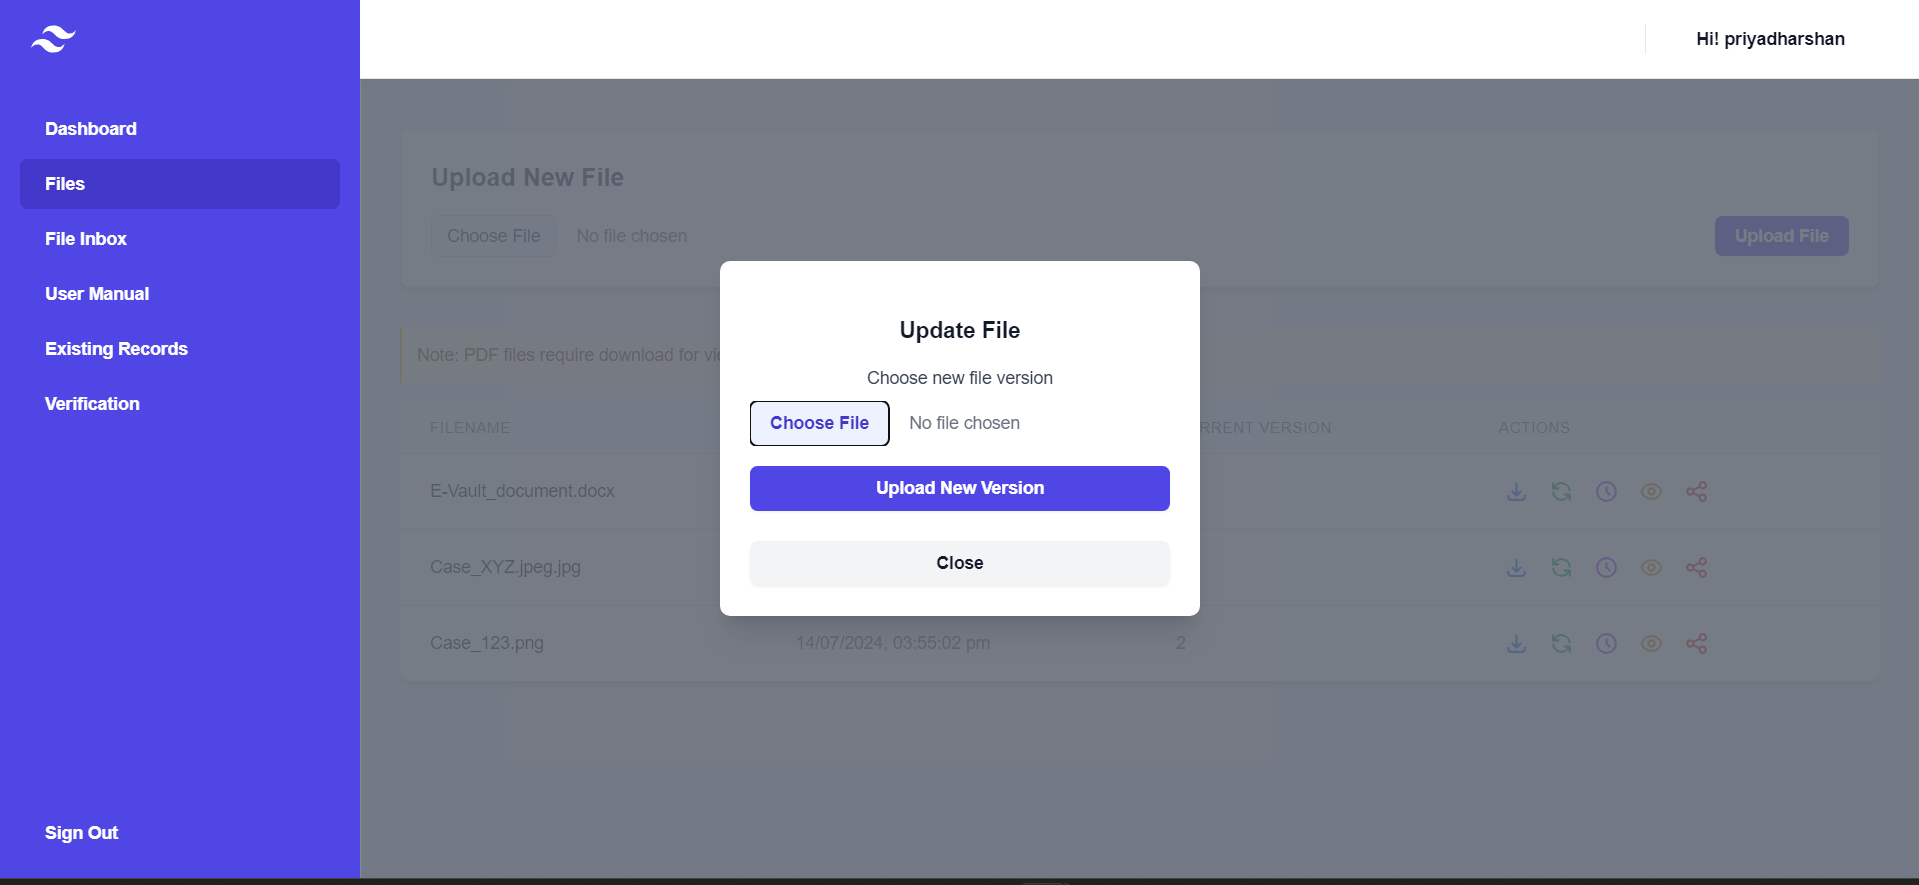 Hi! priyadharshan
Dashboard
Files
File Inbox
User Manual
Existing Records
Verification
Sign Out
Upload New File
Choose File No file chosen
Upload File
Note: PDF files require download for
Update File
Choose new file version
Choose File No file chosen
Upload New Version
Close
FILENAME RRENT VERSION ACTIONS
E-Vault_document.docx
Case_XYZ.jpeg.jpg
Case_123.png 14/07/2024, 03:55:02 pm 2